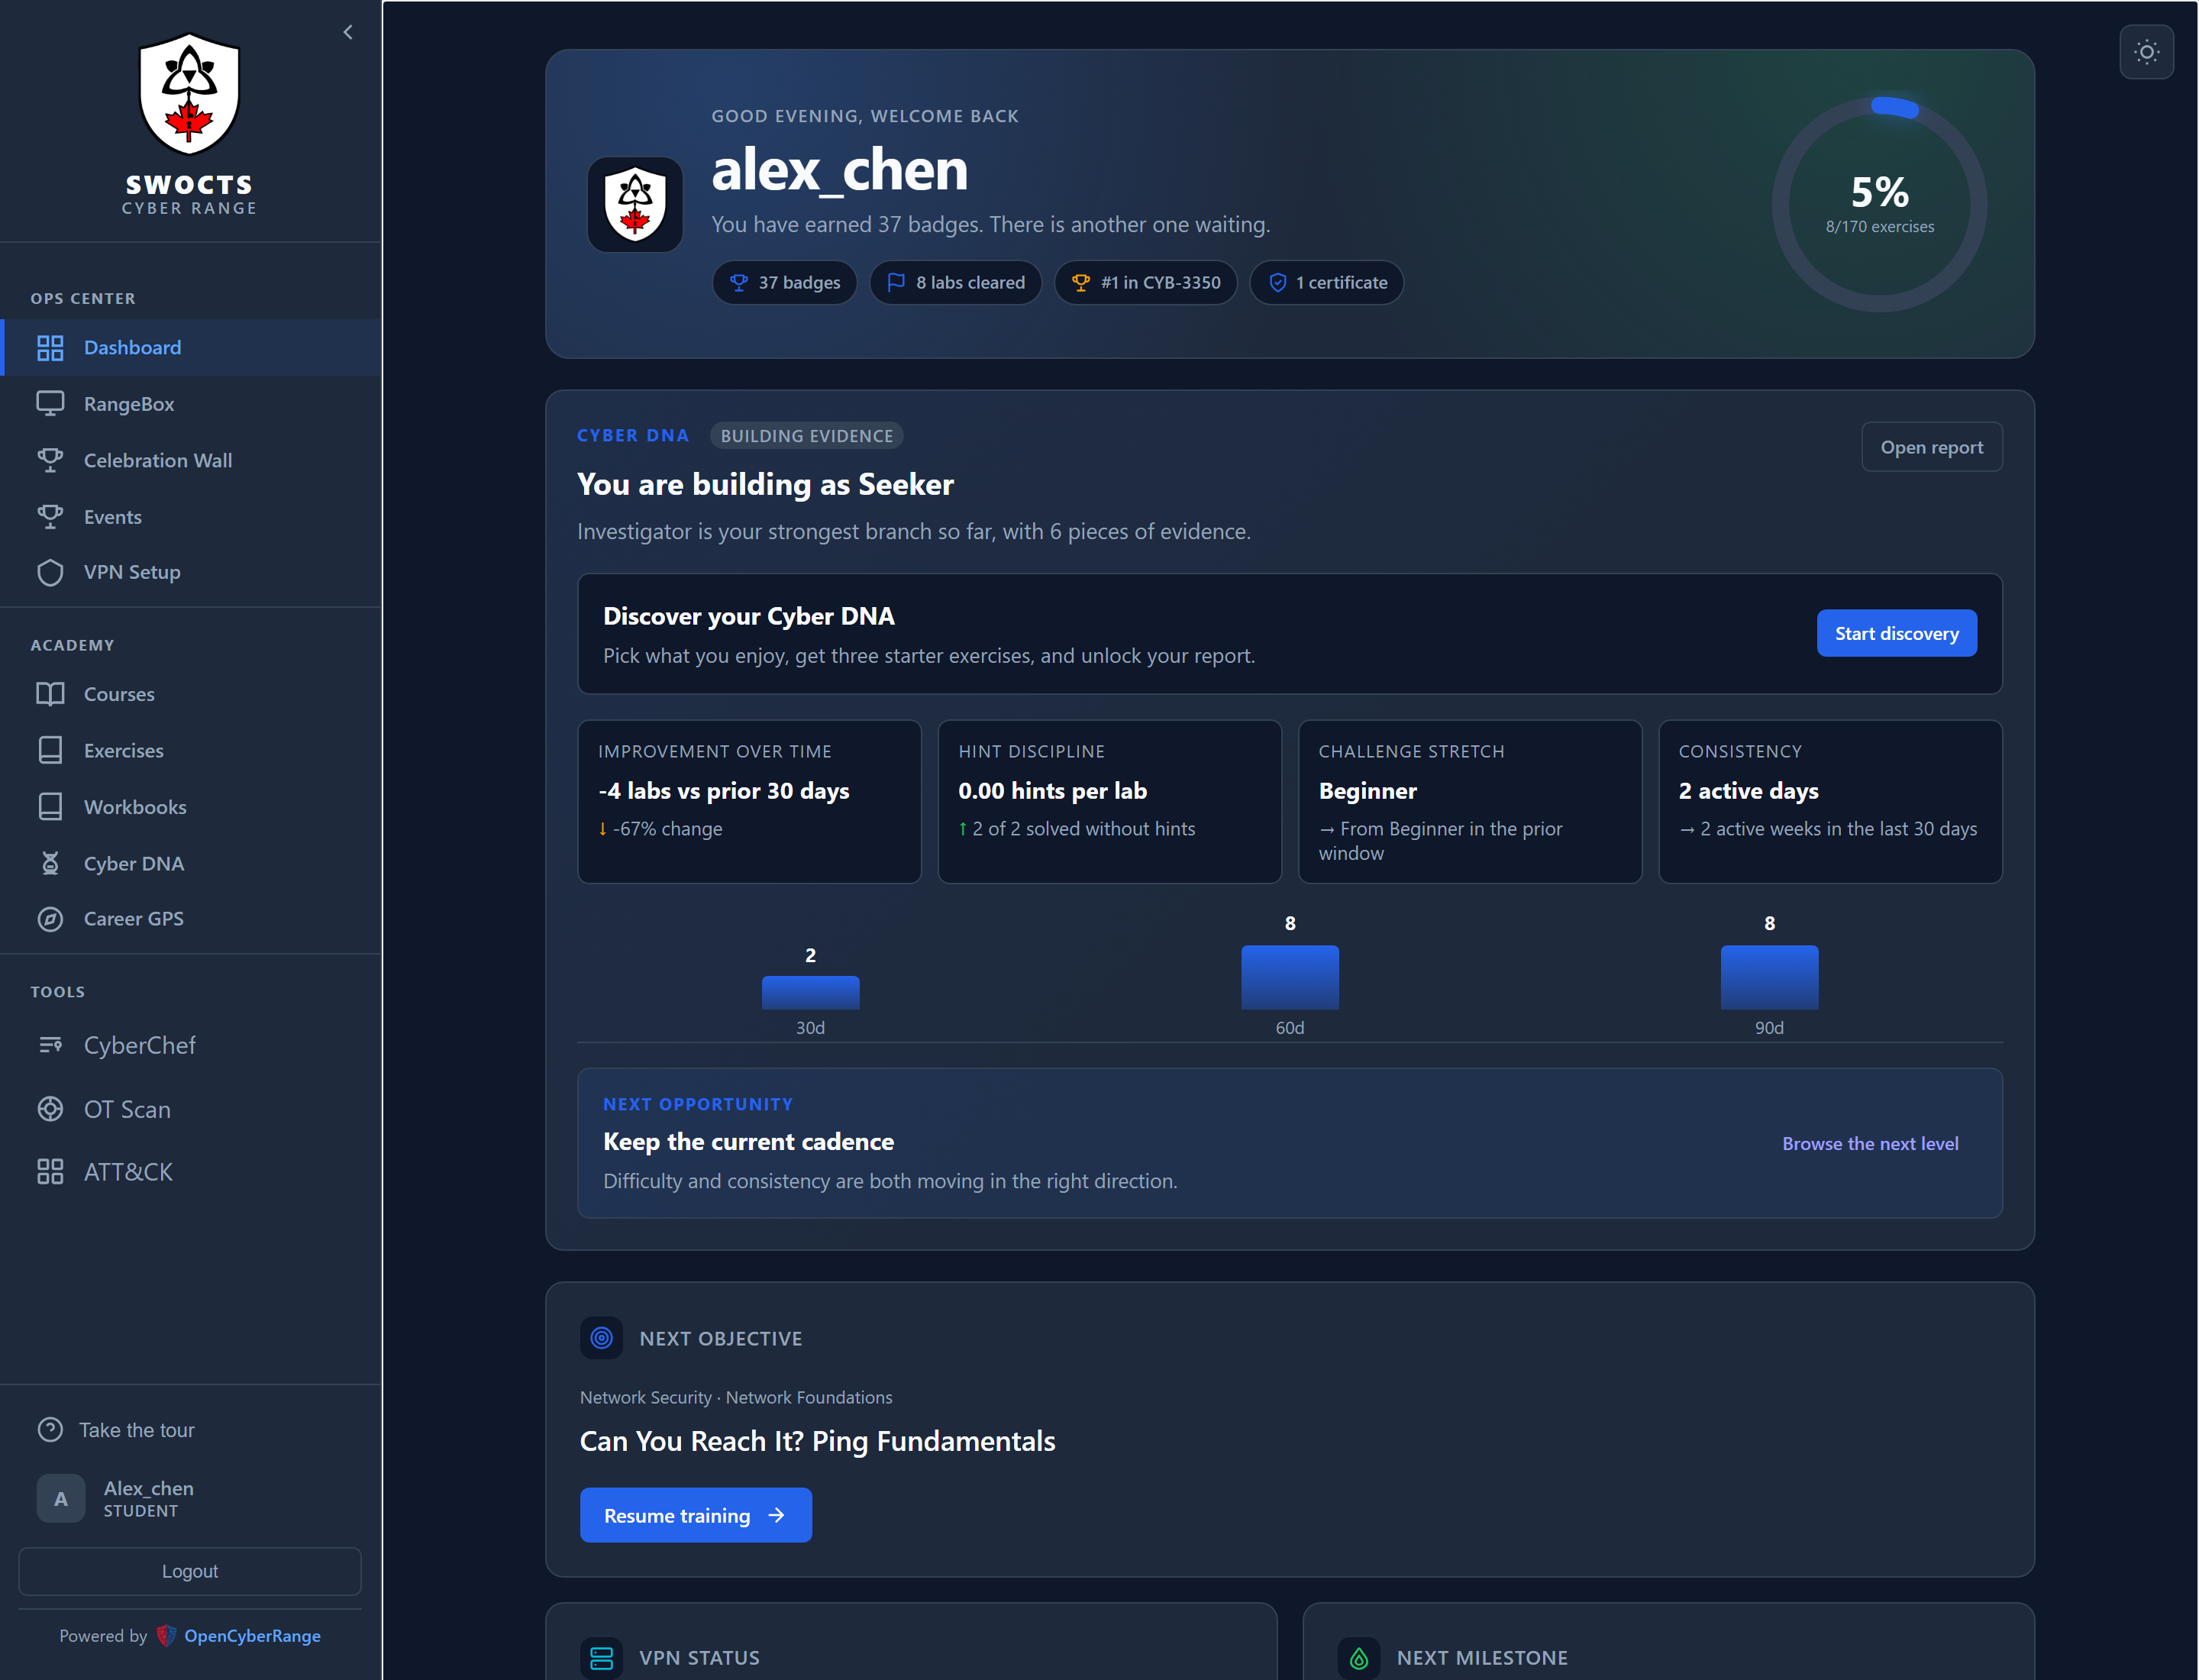 SWOCTS
CYBER RANGE
OPS CENTER
Dashboard
RangeBox
Celebration Wall
Events
VPN Setup
ACADEMY
Courses
Exercises
Workbooks
Cyber DNA
Career GPS
TOOLS
CyberChef
OT Scan
ATT&CK
Take the tour
A
Alex_chen
STUDENT
Logout
Powered by OpenCyberRange
GOOD EVENING, WELCOME BACK
alex_chen
You have earned 37 badges. There is another one waiting.
37 badges
8 labs cleared
#1 in CYB-3350
1 certificate
5%
8/170 exercises
CYBER DNA
BUILDING EVIDENCE
Open report
You are building as Seeker
Investigator is your strongest branch so far, with 6 pieces of evidence.
Discover your Cyber DNA
Pick what you enjoy, get three starter exercises, and unlock your report.
Start discovery
IMPROVEMENT OVER TIME
-4 labs vs prior 30 days
↓ -67% change
HINT DISCIPLINE
0.00 hints per lab
↑ 2 of 2 solved without hints
CHALLENGE STRETCH
Beginner
→ From Beginner in the prior
window
CONSISTENCY
2 active days
→ 2 active weeks in the last 30 days
2
30d
8
60d
8
90d
NEXT OPPORTUNITY
Keep the current cadence
Difficulty and consistency are both moving in the right direction.
Browse the next level
NEXT OBJECTIVE
Network Security · Network Foundations
Can You Reach It? Ping Fundamentals
Resume training →
VPN STATUS
NEXT MILESTONE